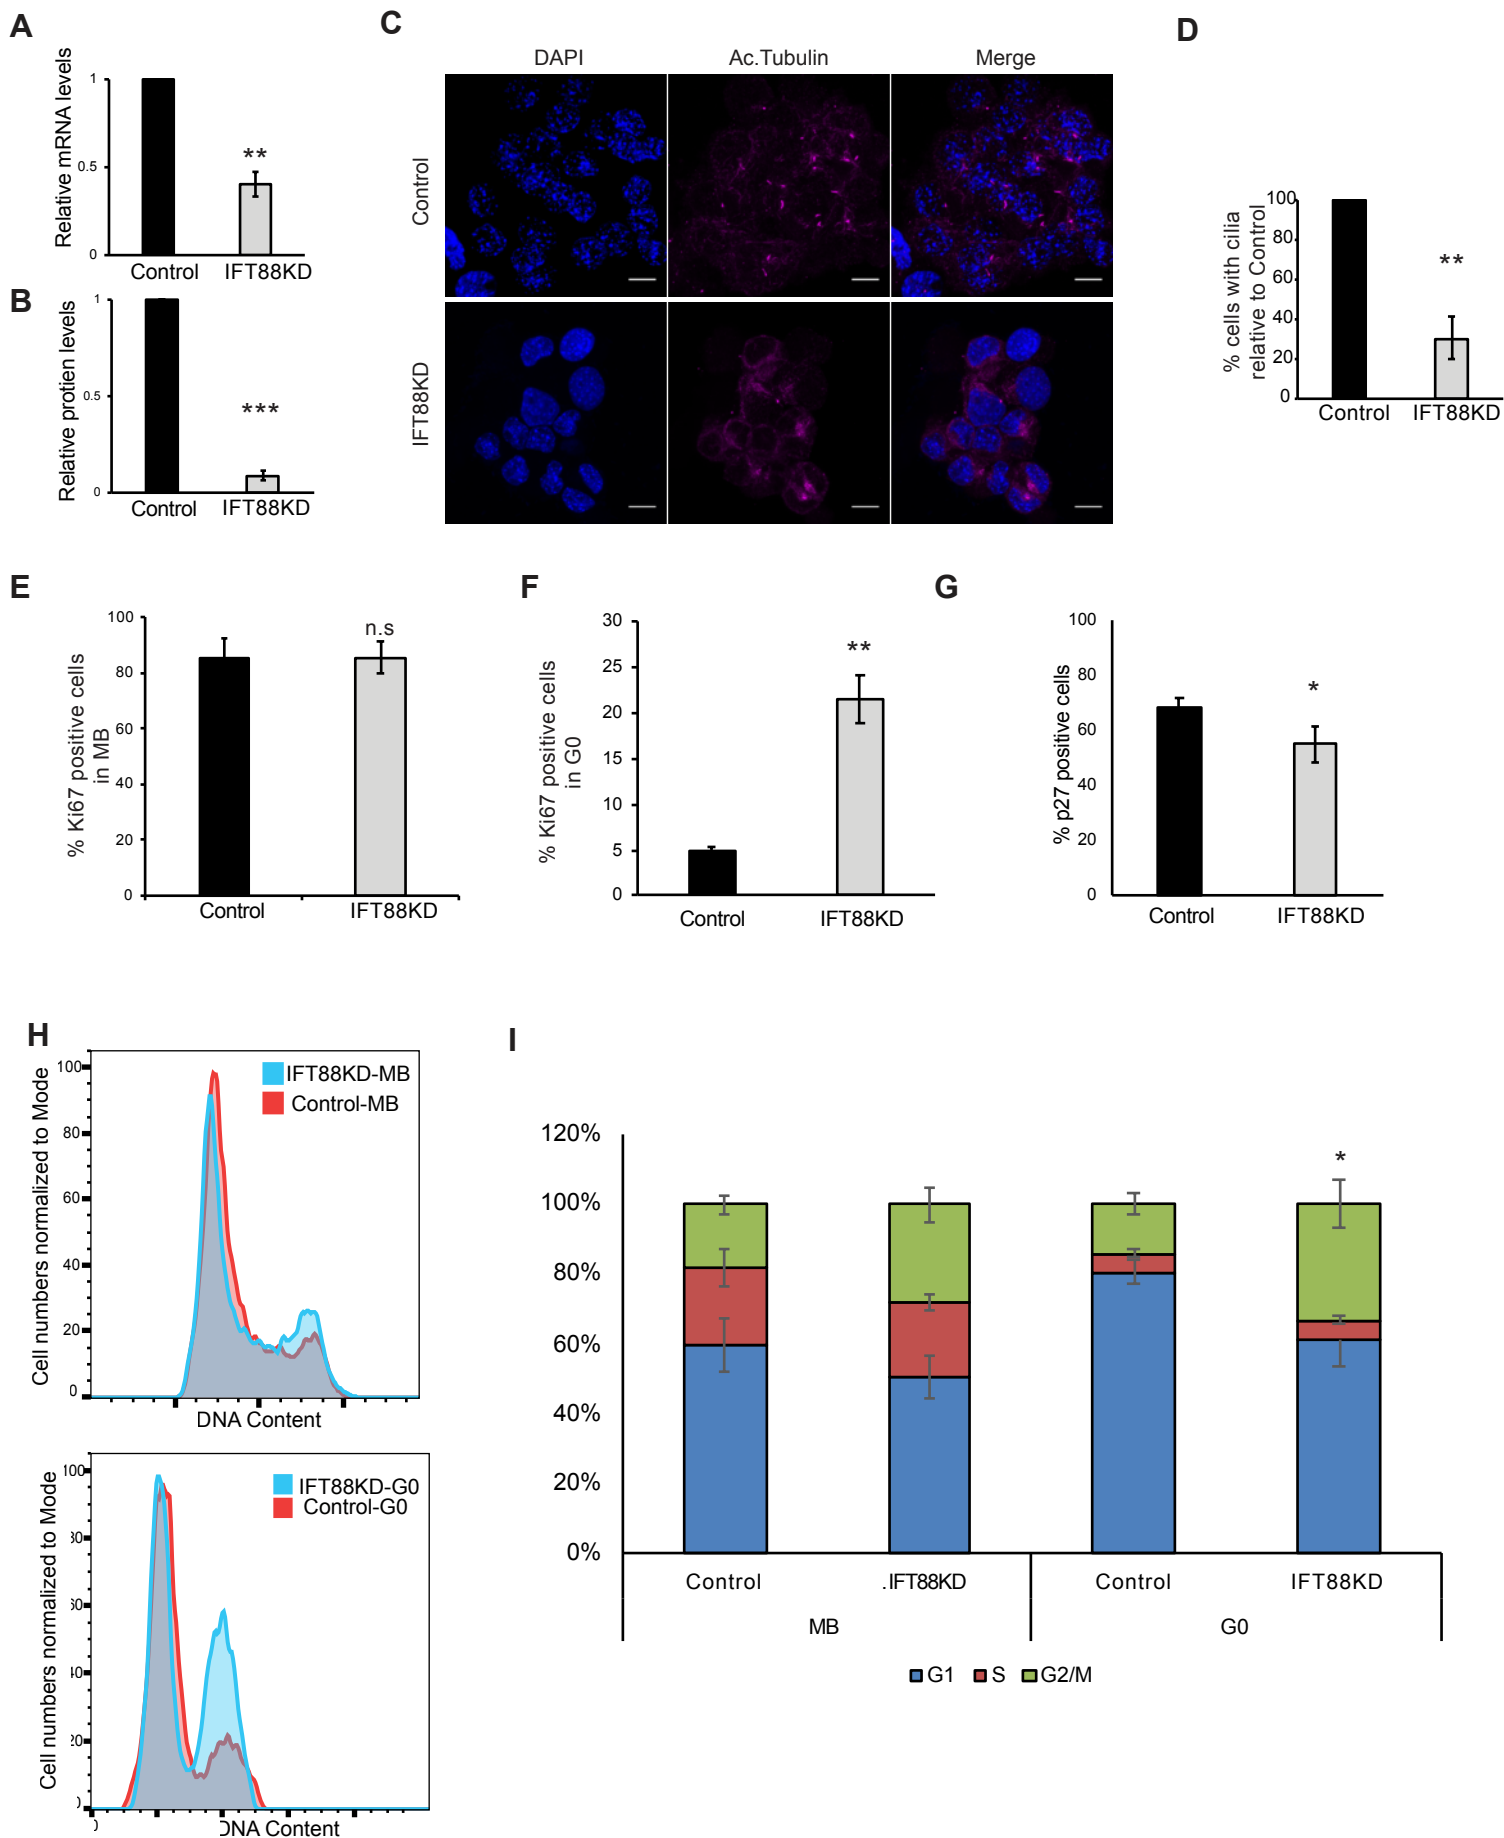 A
Relative mRNA levels
1
0.5
0
**
Control
IFT88KD
B
Relative protien levels
1
0.5
0
***
Control
IFT88KD
C
DAPI
Ac.Tubulin
Merge
Control
IFT88KD
D
% cells with cilia
relative to Control
100
80
60
40
20
0
**
Control
IFT88KD
E
% Ki67 positive cells
in MB
100
80
60
40
20
0
n.s
Control
IFT88KD
F
% Ki67 positive cells
in G0
30
25
20
15
10
5
0
**
Control
IFT88KD
G
% p27 positive cells
100
80
60
40
20
0
*
Control
IFT88KD
H
Cell numbers normalized to Mode
100
80
60
40
20
0
IFT88KD-MB
Control-MB
DNA Content
Cell numbers normalized to Mode
100
80
60
40
20
IFT88KD-G0
Control-G0
DNA Content
I
120%
100%
80%
60%
40%
20%
0%
*
Control
.IFT88KD
Control
IFT88KD
MB
G0
G1
S
G2/M